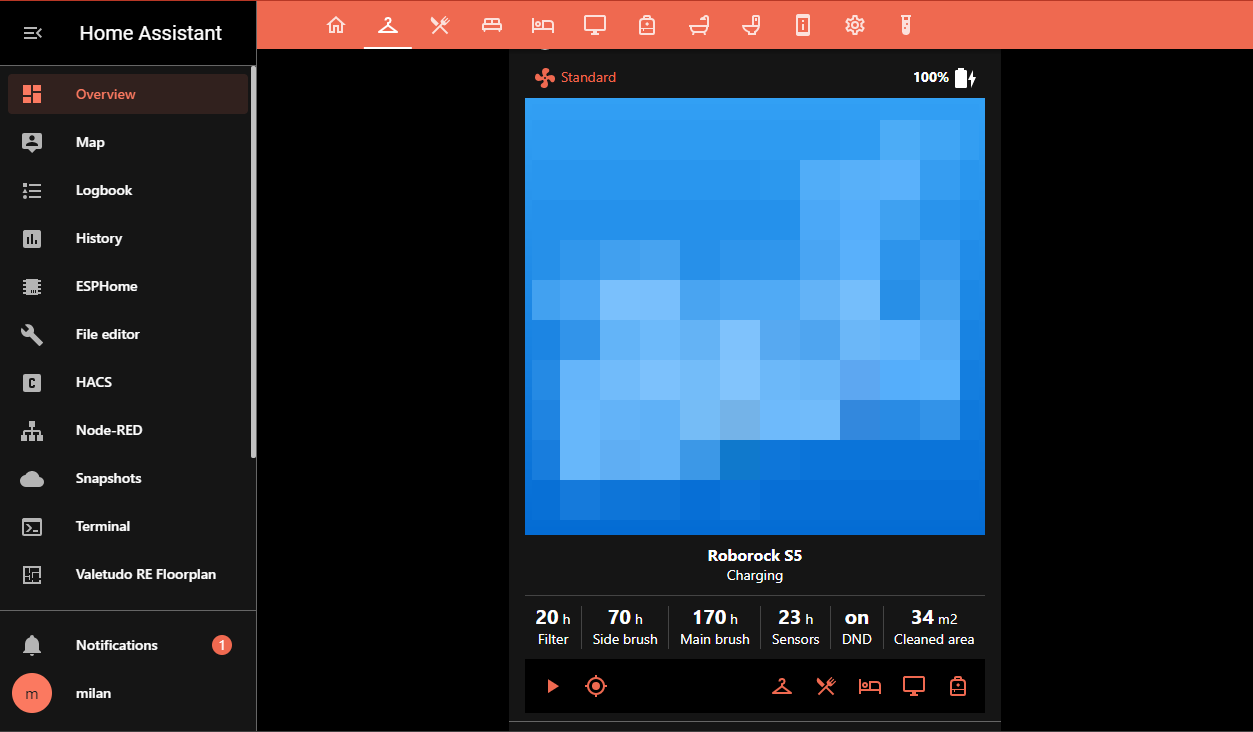 Home Assistant
Overview
Map
Logbook
History
ESPHome
File editor
HACS
Node-RED
Snapshots
Terminal
Valetudo RE Floorplan
Notifications 1
m milan
Standard 100%
Roborock S5
Charging
20 h 70 h 170 h 23 h on 34 m2
Filter Side brush Main brush Sensors DND Cleaned area